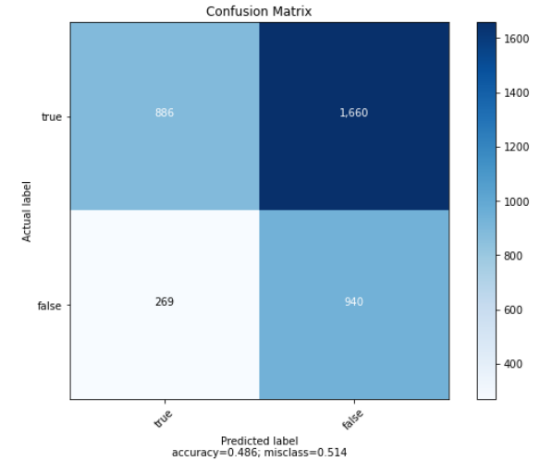 Confusion Matrix
true
886
1,660
Actual label
false
269
940
true
false
Predicted label
accuracy=0.486; misclass=0.514
1600
1400
1200
1000
800
600
400